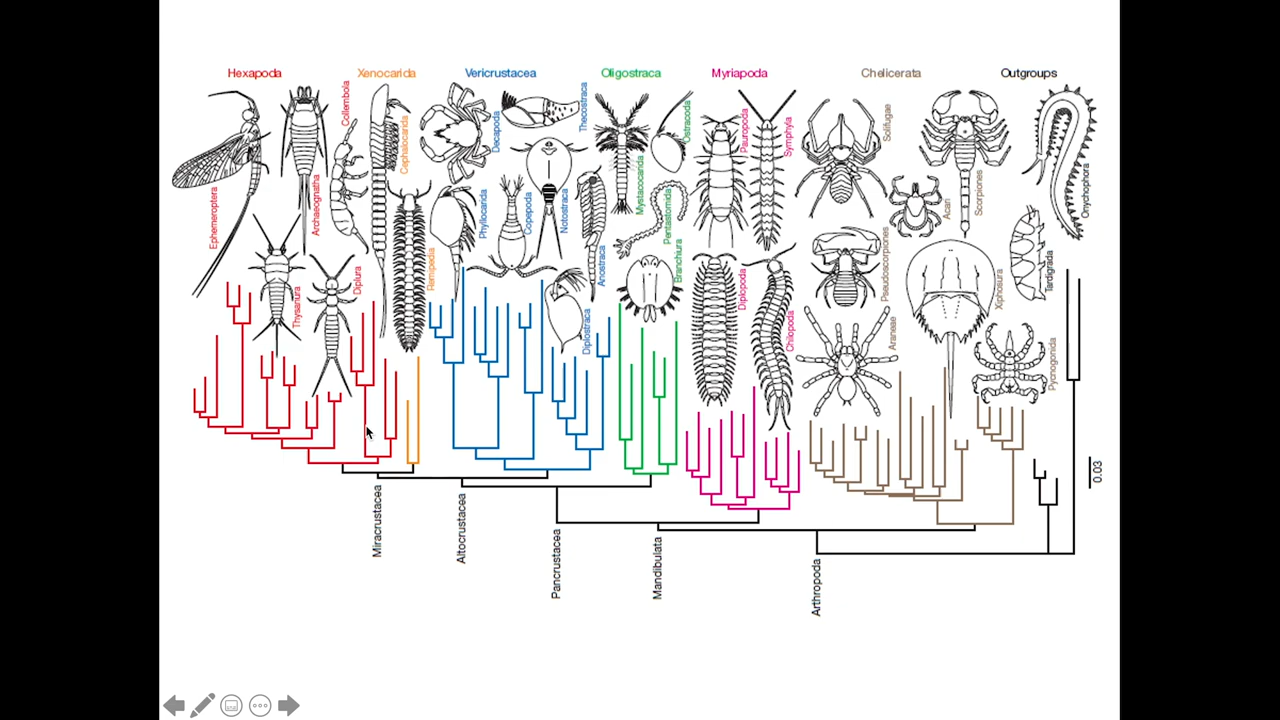 Hexapoda
Xenocarida
Vericrustacea
Oligostraca
Myriapoda
Chelicerata
Outgroups
Ephemeroptera
Archaeognatha
Collembola
Thysanura
Diplura
Cephalocarida
Remipedia
Decapoda
Thecostraca
Phyllocarida
Copepoda
Notostraca
Anostraca
Diplostraca
Mystacocarida
Ostracoda
Pentastomida
Branchiura
Pauropoda
Symphyla
Diplopoda
Chilopoda
Solifugae
Acari
Scorpiones
Pseudoscorpiones
Araneae
Xiphosura
Pycnogonida
Onychophora
Tardigrada
0.03
Miracrustacea
Altocrustacea
Pancrustacea
Mandibulata
Arthropoda